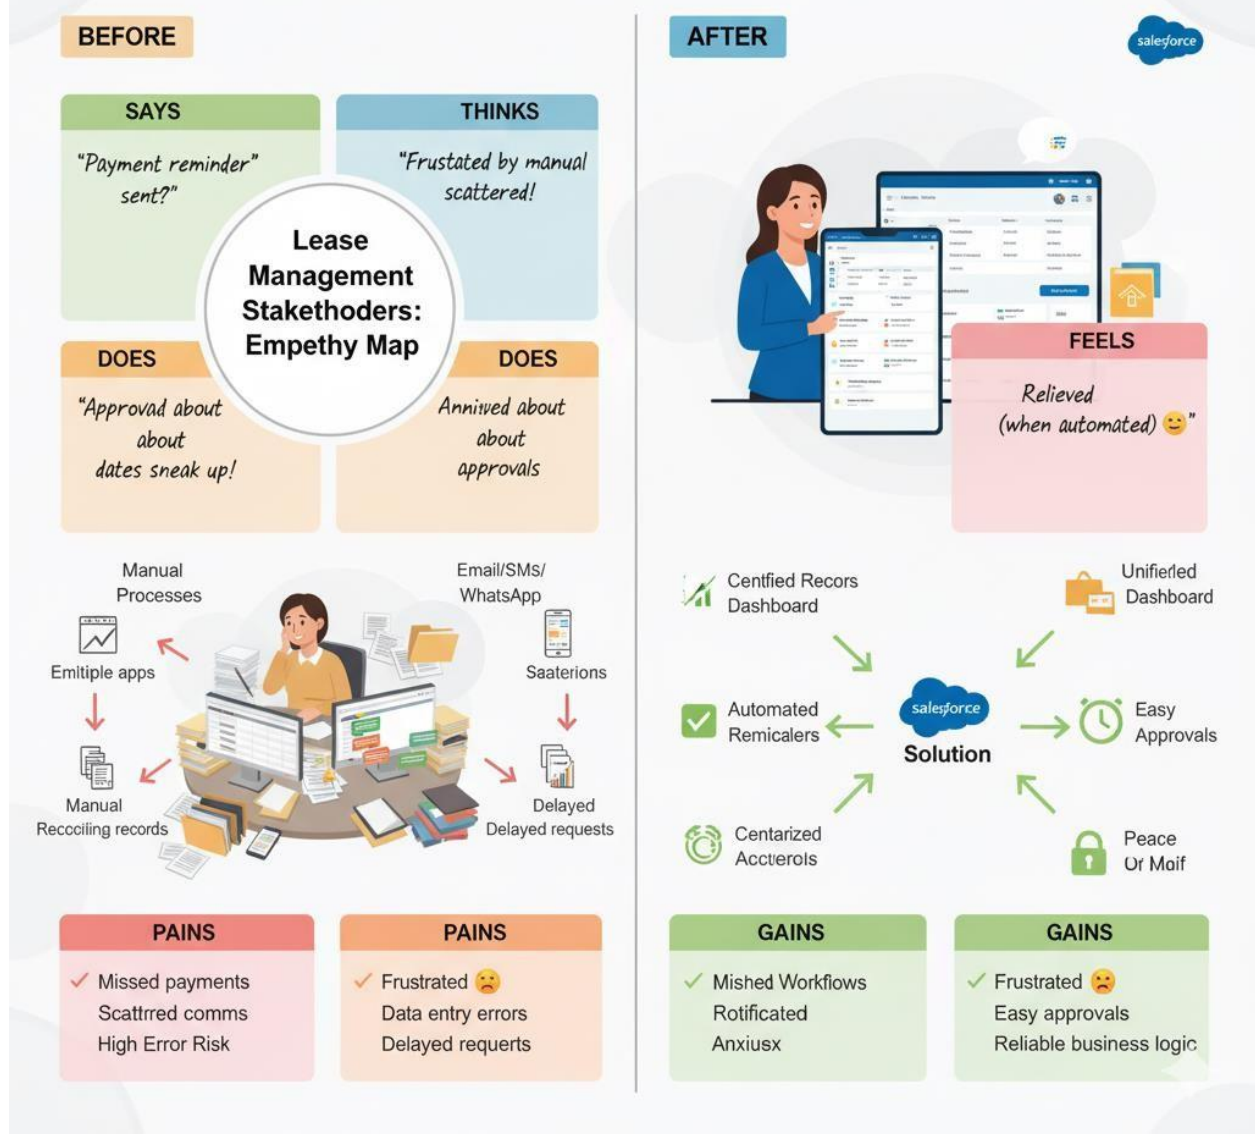 BEFORE
SAYS
"Payment reminder"
sent?"
THINKS
"Frustated by manual
scattered!
Lease
Management
Stakethoders:
Empethy Map
DOES
"Approvad about
about
dates sneak up!
DOES
Annived about
about
approvals
Manual
Processes
Email/SMs/
WhatsApp
Emitiple apps
Saaterions
Manual
Reccciling records
Delayed
Delayed requests
PAINS
✓ Missed payments
Scattrred comms
High Error Risk
PAINS
✓ Frustrated 😟
Data entry errors
Delayed requerts
AFTER
salesforce
FEELS
Relieved
(when automated) 😊"
Centfied Recors
Dashboard
Unifierled
Dashboard
Automated
Remicalers
salesforce
Solution
Easy
Approvals
Centarized
Acctierols
Peace
Or Maif
GAINS
✓ Mished Workflows
Rotificated
Anxiusx
GAINS
✓ Frustrated 😟
Easy approvals
Reliable business logic